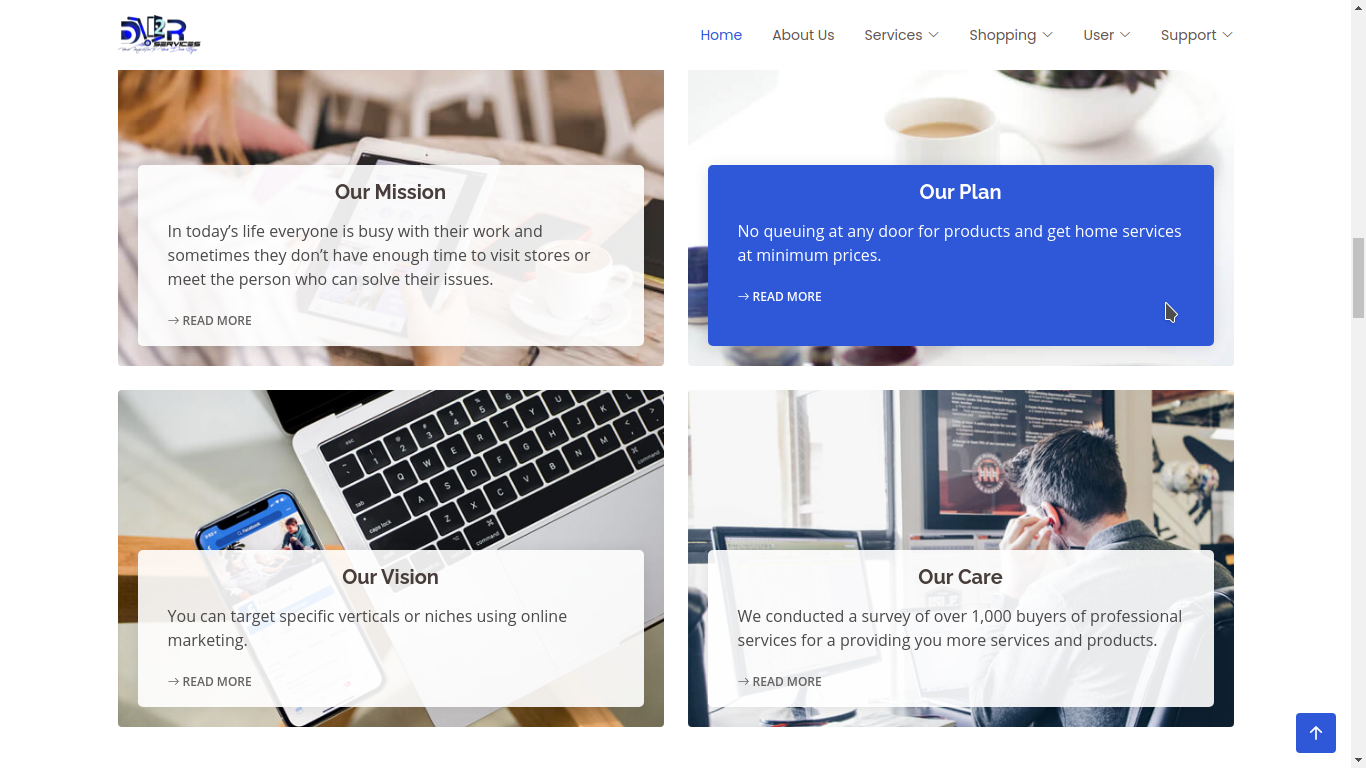 SERVICES
Home About Us Services Shopping User Support
Our Mission
In today’s life everyone is busy with their work and
sometimes they don’t have enough time to visit stores or
meet the person who can solve their issues.
READ MORE
Our Plan
No queuing at any door for products and get home services
at minimum prices.
READ MORE
Our Vision
You can target specific verticals or niches using online
marketing.
READ MORE
Our Care
We conducted a survey of over 1,000 buyers of professional
services for a providing you more services and products.
READ MORE